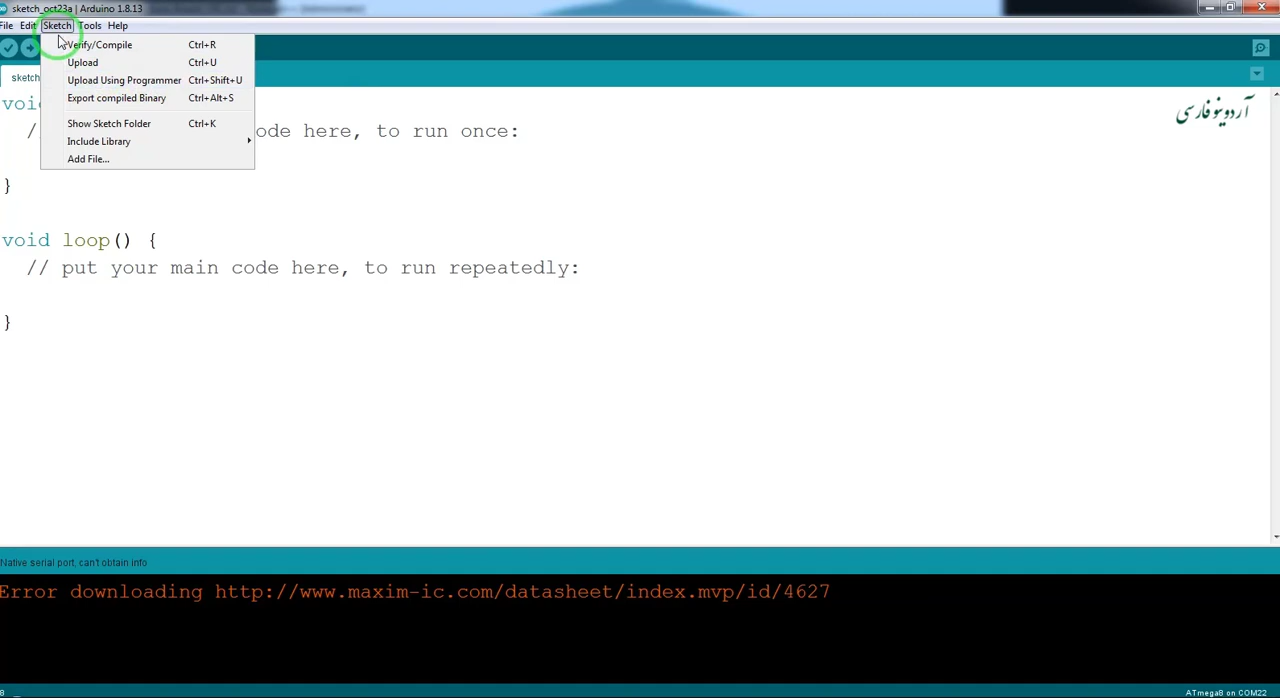 sketch_oct23a | Arduino 1.8.13
File Edit Sketch Tools Help
Verify/Compile Ctrl+R
Upload Ctrl+U
Upload Using Programmer Ctrl+Shift+U
Export compiled Binary Ctrl+Alt+S
Show Sketch Folder Ctrl+K
Include Library
Add File...
sketch
آردوینو فارسی
// ode here, to run once:
}
void loop() {
// put your main code here, to run repeatedly:
}
Native serial port, can't obtain info
Error downloading http://www.maxim-ic.com/datasheet/index.mvp/id/4627
8
ATmega8 on COM22